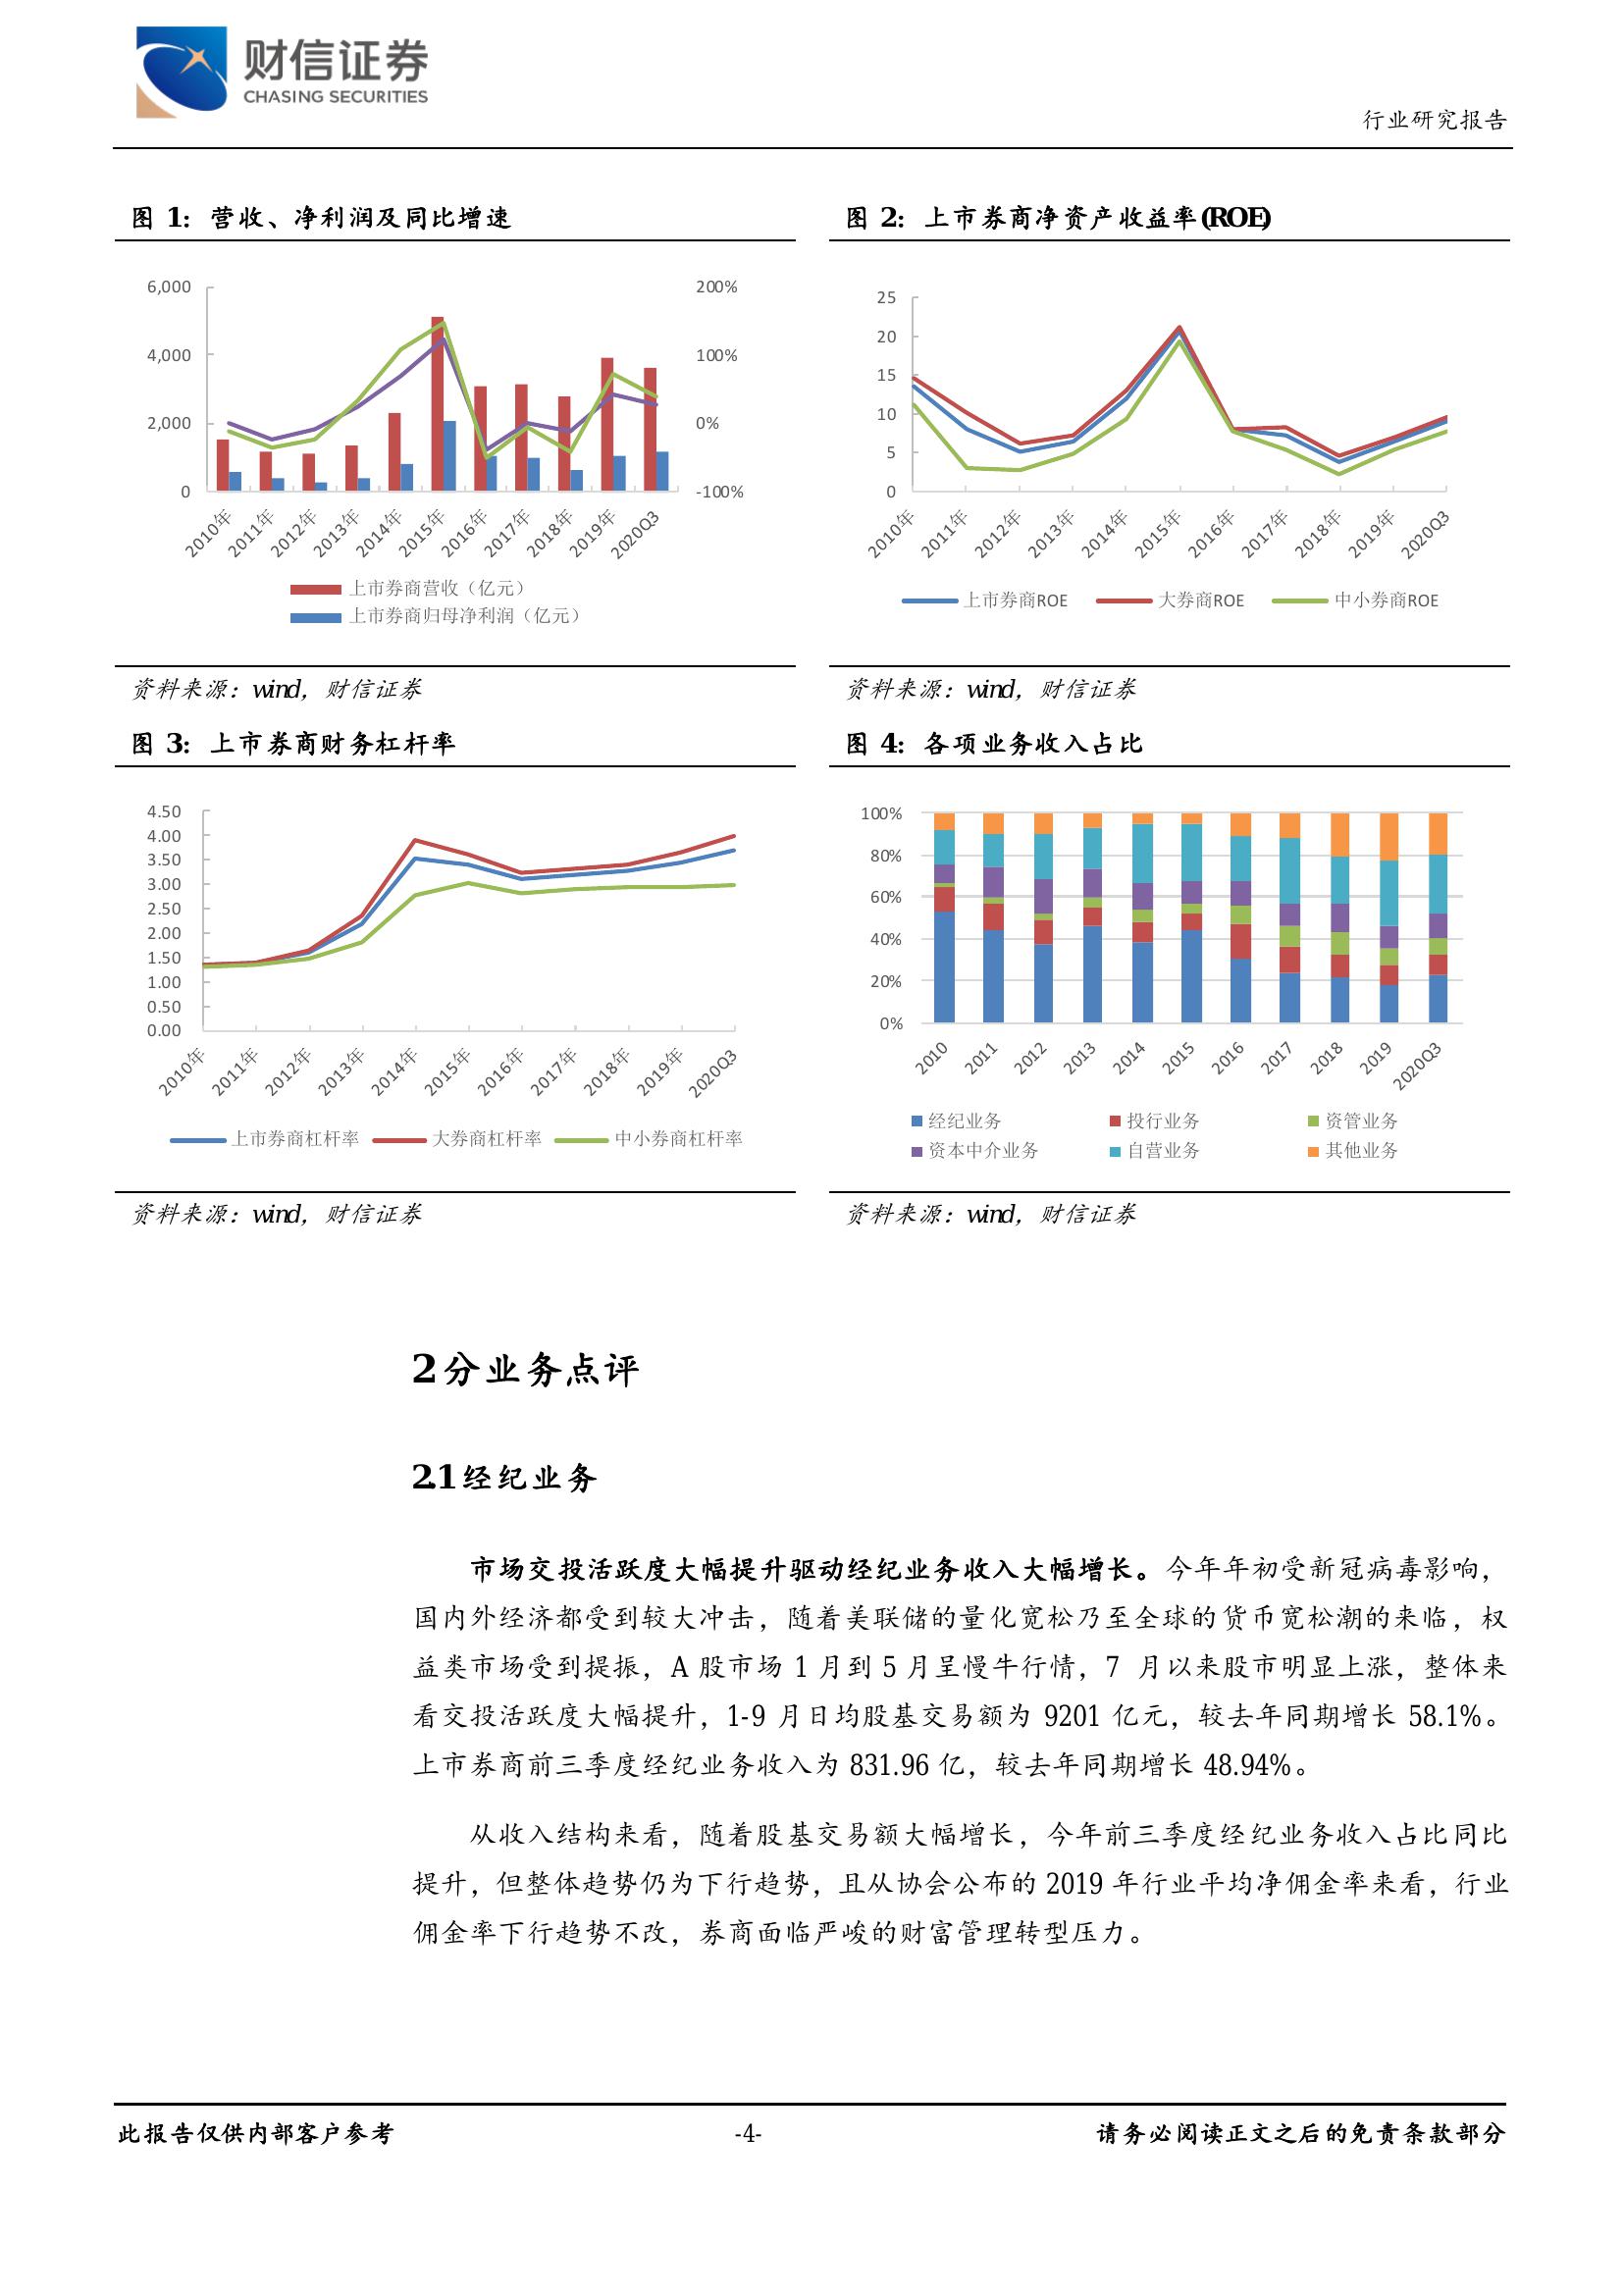 财信证券
CHASING SECURITIES
行业研究报告
图 1：营收、净利润及同比增速
6,000
4,000
2,000
0
200%
100%
0%
-100%
2010年 2011年 2012年 2013年 2014年 2015年 2016年 2017年 2018年 2019年 2020Q3
上市券商营收（亿元）
上市券商归母净利润（亿元）
资料来源：wind，财信证券
图 2：上市券商净资产收益率(ROE)
25
20
15
10
5
0
2010年 2011年 2012年 2013年 2014年 2015年 2016年 2017年 2018年 2019年 2020Q3
上市券商ROE 大券商ROE 中小券商ROE
资料来源：wind，财信证券
图 3：上市券商财务杠杆率
4.50
4.00
3.50
3.00
2.50
2.00
1.50
1.00
0.50
0.00
2010年 2011年 2012年 2013年 2014年 2015年 2016年 2017年 2018年 2019年 2020Q3
上市券商杠杆率 大券商杠杆率 中小券商杠杆率
资料来源：wind，财信证券
图 4：各项业务收入占比
100%
80%
60%
40%
20%
0%
2010 2011 2012 2013 2014 2015 2016 2017 2018 2019 2020Q3
经纪业务 投行业务 资管业务
资本中介业务 自营业务 其他业务
资料来源：wind，财信证券
2 分业务点评
2.1 经纪业务
市场交投活跃度大幅提升驱动经纪业务收入大幅增长。今年年初受新冠病毒影响，
国内外经济都受到较大冲击，随着美联储的量化宽松乃至全球的货币宽松潮的来临，权
益类市场受到提振，A 股市场 1 月到 5 月呈慢牛行情，7 月以来股市明显上涨，整体来
看交投活跃度大幅提升，1-9 月日均股基交易额为 9201 亿元，较去年同期增长 58.1%。
上市券商前三季度经纪业务收入为 831.96 亿，较去年同期增长 48.94%。
从收入结构来看，随着股基交易额大幅增长，今年前三季度经纪业务收入占比同比
提升，但整体趋势仍为下行趋势，且从协会公布的 2019 年行业平均净佣金率来看，行业
佣金率下行趋势不改，券商面临严峻的财富管理转型压力。
此报告仅供内部客户参考
-4-
请务必阅读正文之后的免责条款部分